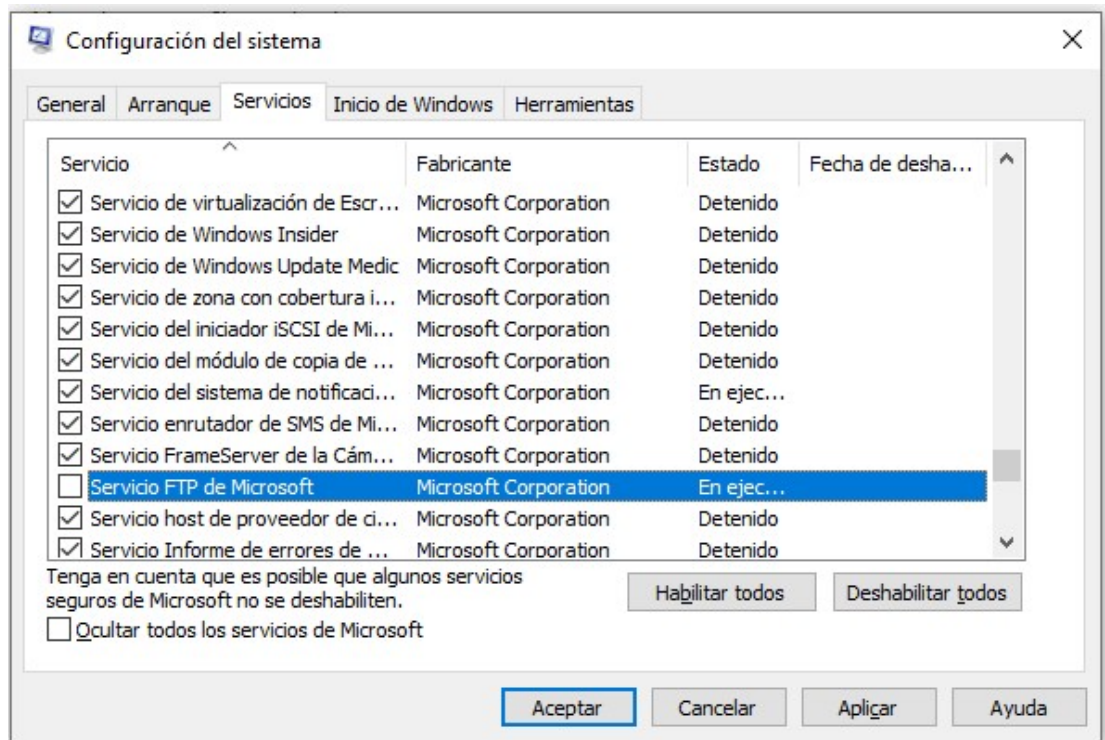 Configuración del sistema
General Arranque Servicios Inicio de Windows Herramientas
Servicio Fabricante Estado Fecha de desha...
Servicio de virtualización de Escr... Microsoft Corporation Detenido
Servicio de Windows Insider Microsoft Corporation Detenido
Servicio de Windows Update Medic Microsoft Corporation Detenido
Servicio de zona con cobertura i... Microsoft Corporation Detenido
Servicio del iniciador iSCSI de Mi... Microsoft Corporation Detenido
Servicio del módulo de copia de ... Microsoft Corporation Detenido
Servicio del sistema de notificaci... Microsoft Corporation En ejec...
Servicio enrutador de SMS de Mi... Microsoft Corporation Detenido
Servicio FrameServer de la Cám... Microsoft Corporation Detenido
Servicio FTP de Microsoft Microsoft Corporation En ejec...
Servicio host de proveedor de ci... Microsoft Corporation Detenido
Servicio Informe de errores de ... Microsoft Corporation Detenido
Tenga en cuenta que es posible que algunos servicios
seguros de Microsoft no se deshabiliten.
Habilitar todos Deshabilitar todos
Ocultar todos los servicios de Microsoft
Aceptar Cancelar Aplicar Ayuda